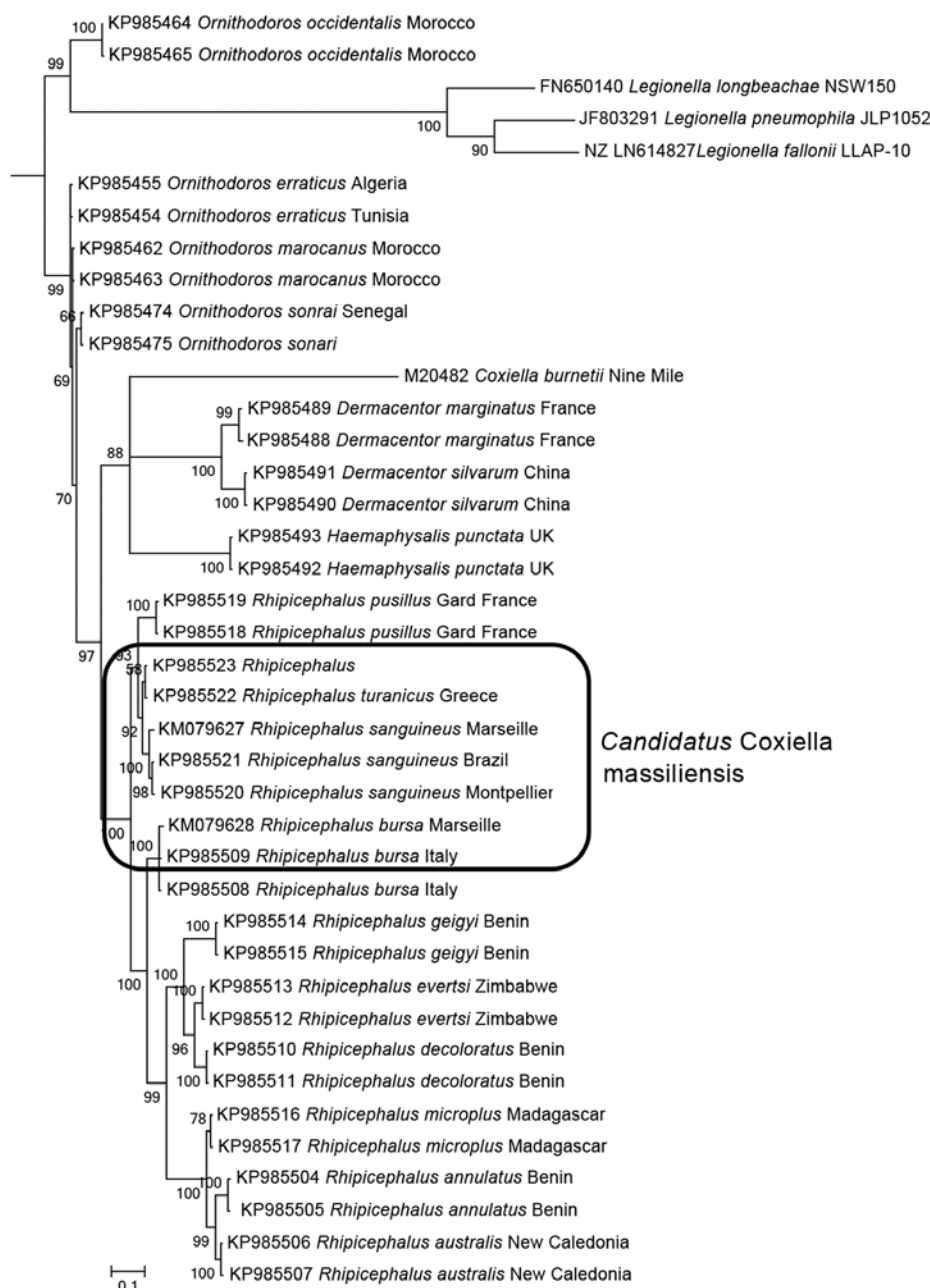 100
KP985464 Ornithodoros occidentalis Morocco
KP985465 Ornithodoros occidentalis Morocco
99
FN650140 Legionella longbeachae NSW150
100
JF803291 Legionella pneumophila JLP1052
90
NZ LN614827Legionella fallonii LLAP-10
KP985455 Ornithodoros erraticus Algeria
KP985454 Ornithodoros erraticus Tunisia
KP985462 Ornithodoros marocanus Morocco
99
KP985463 Ornithodoros marocanus Morocco
66
KP985474 Ornithodoros sonrai Senegal
KP985475 Ornithodoros sonari
69
M20482 Coxiella burnetii Nine Mile
99
KP985489 Dermacentor marginatus France
KP985488 Dermacentor marginatus France
88
100
KP985491 Dermacentor silvarum China
70
100
KP985490 Dermacentor silvarum China
KP985493 Haemaphysalis punctata UK
100
KP985492 Haemaphysalis punctata UK
100
KP985519 Rhipicephalus pusillus Gard France
KP985518 Rhipicephalus pusillus Gard France
97
93
58
KP985523 Rhipicephalus
KP985522 Rhipicephalus turanicus Greece
92
KM079627 Rhipicephalus sanguineus Marseille
100
KP985521 Rhipicephalus sanguineus Brazil
98
KP985520 Rhipicephalus sanguineus Montpellier
Candidatus Coxiella
massiliensis
100
KM079628 Rhipicephalus bursa Marseille
100
KP985509 Rhipicephalus bursa Italy
KP985508 Rhipicephalus bursa Italy
100
KP985514 Rhipicephalus geigyi Benin
KP985515 Rhipicephalus geigyi Benin
100
100
100
KP985513 Rhipicephalus evertsi Zimbabwe
KP985512 Rhipicephalus evertsi Zimbabwe
96
KP985510 Rhipicephalus decoloratus Benin
100
KP985511 Rhipicephalus decoloratus Benin
99
78
KP985516 Rhipicephalus microplus Madagascar
KP985517 Rhipicephalus microplus Madagascar
100
100
KP985504 Rhipicephalus annulatus Benin
KP985505 Rhipicephalus annulatus Benin
99
KP985506 Rhipicephalus australis New Caledonia
100
KP985507 Rhipicephalus australis New Caledonia
0.1